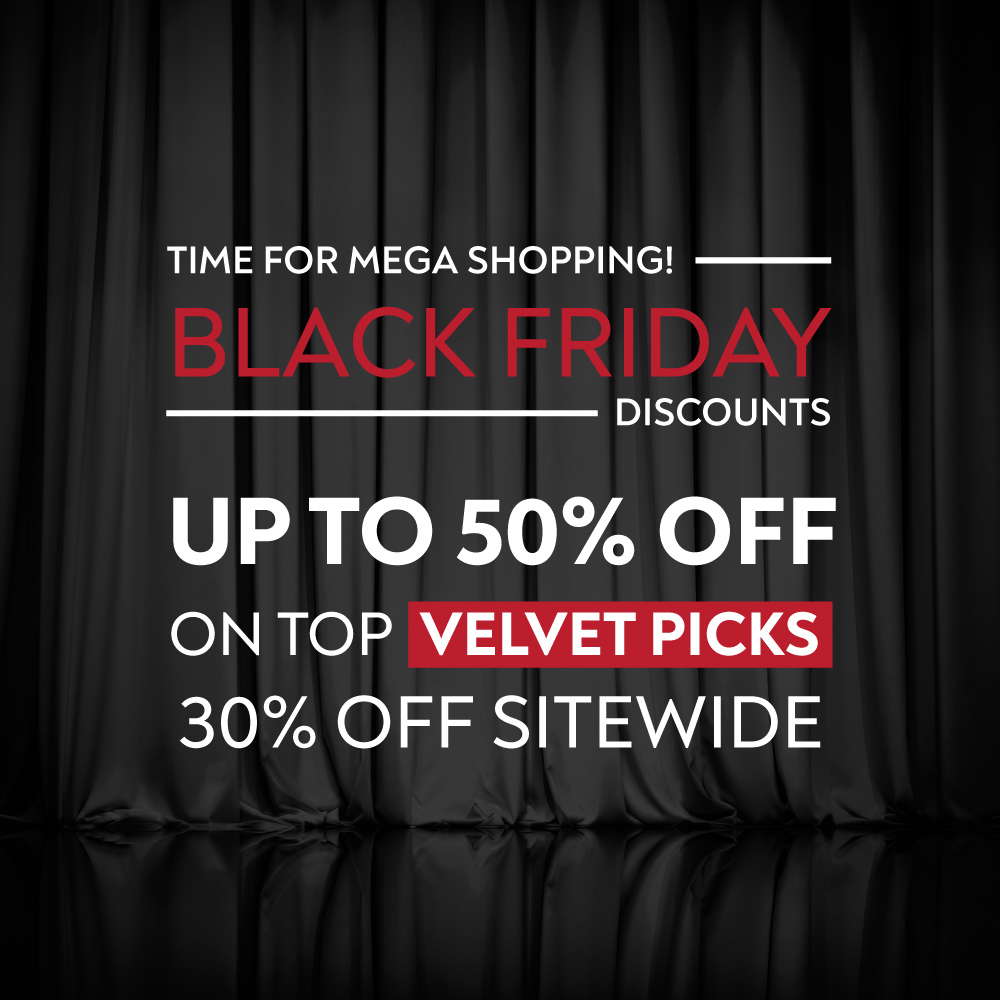 TIME FOR MEGA SHOPPING!
BLACK FRIDAY
DISCOUNTS
UP TO 50% OFF
ON TOP VELVET PICKS
30% OFF SITEWIDE